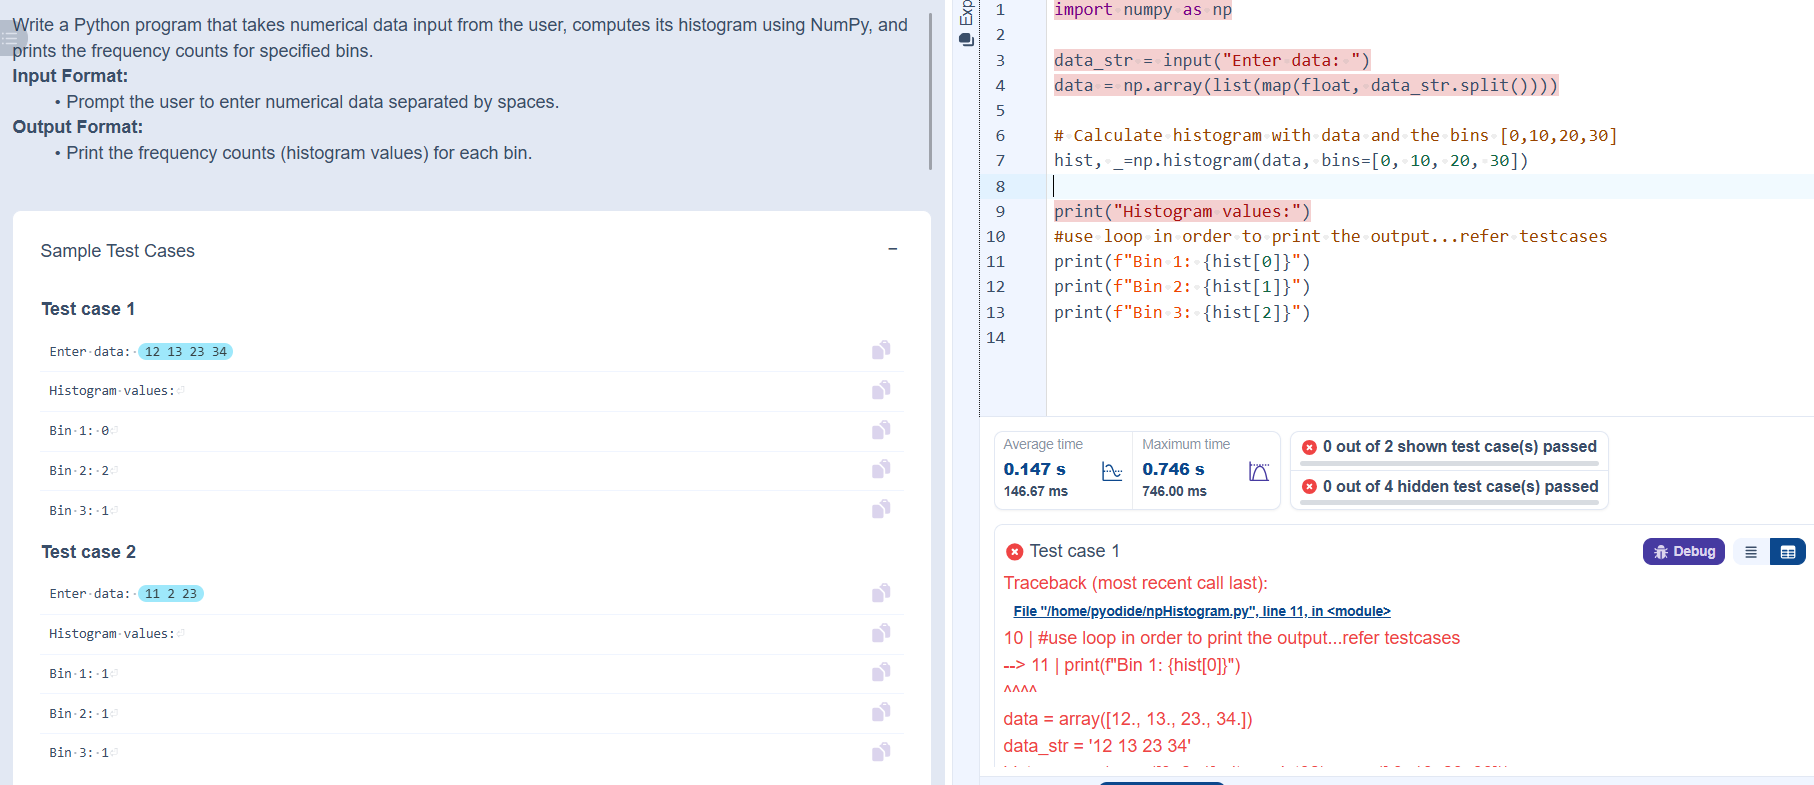 Write a Python program that takes numerical data input from the user, computes its histogram using NumPy, and
prints the frequency counts for specified bins.
Input Format:
• Prompt the user to enter numerical data separated by spaces.
Output Format:
• Print the frequency counts (histogram values) for each bin.
Sample Test Cases
Test case 1
Enter data: 12 13 23 34
Histogram values:
Bin 1: 0
Bin 2: 2
Bin 3: 1
Test case 2
Enter data: 11 2 23
Histogram values:
Bin 1: 1
Bin 2: 1
Bin 3: 1
Exp
1 import numpy as np
2
3 data_str = input("Enter data: ")
4 data = np.array(list(map(float, data_str.split())))
5
6 # Calculate histogram with data and the bins [0,10,20,30]
7 hist, _=np.histogram(data, bins=[0, 10, 20, 30])
8
9 print("Histogram values:")
10 #use loop in order to print the output...refer testcases
11 print(f"Bin 1: {hist[0]}")
12 print(f"Bin 2: {hist[1]}")
13 print(f"Bin 3: {hist[2]}")
14
Average time
0.147 s
146.67 ms
Maximum time
0.746 s
746.00 ms
0 out of 2 shown test case(s) passed
0 out of 4 hidden test case(s) passed
Test case 1
Debug
Traceback (most recent call last):
File "/home/pyodide/npHistogram.py", line 11, in <module>
10 | #use loop in order to print the output...refer testcases
--> 11 | print(f"Bin 1: {hist[0]}")
^^^^
data = array([12., 13., 23., 34.])
data_str = '12 13 23 34'